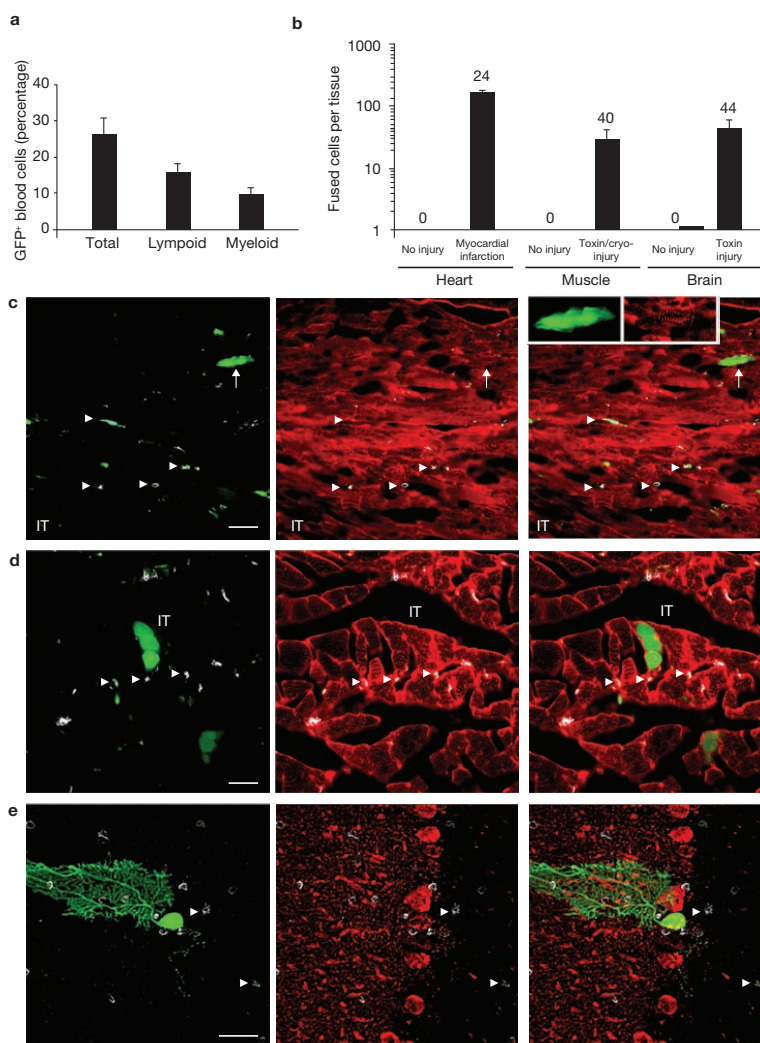 a
GFP⁺ blood cells (percentage)
40
30
20
10
0
Total Lympoid Myeloid
b
Fused cells per tissue
1000
100
10
1
0
24
0
40
0
44
No injury Myocardial infarction No injury Toxin/cryo-injury No injury Toxin injury
Heart Muscle Brain
c
IT
IT
IT
d
IT
IT
IT
e